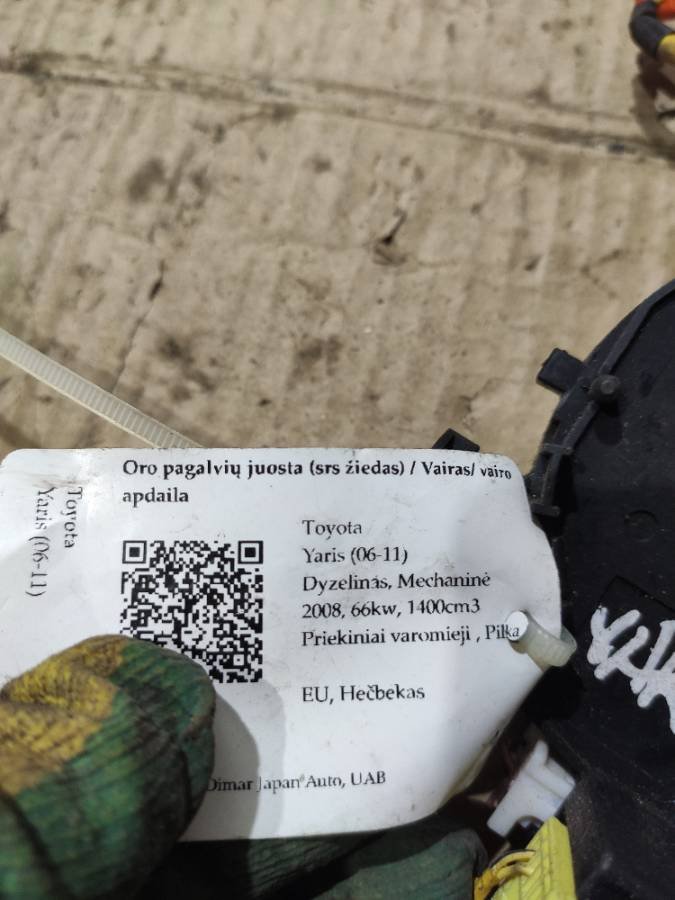 Oro pagalvių juosta (srs žiedas) / Vairas/ vairo
apdaila
Toyota
Yaris (06-11)
Toyota
Yaris (06-11)
Dyzelinas, Mechaninė
2008, 66kw, 1400cm3
Priekiniai varomieji , Pilka
EU, Hečbekas
Dimar Japan Auto, UAB